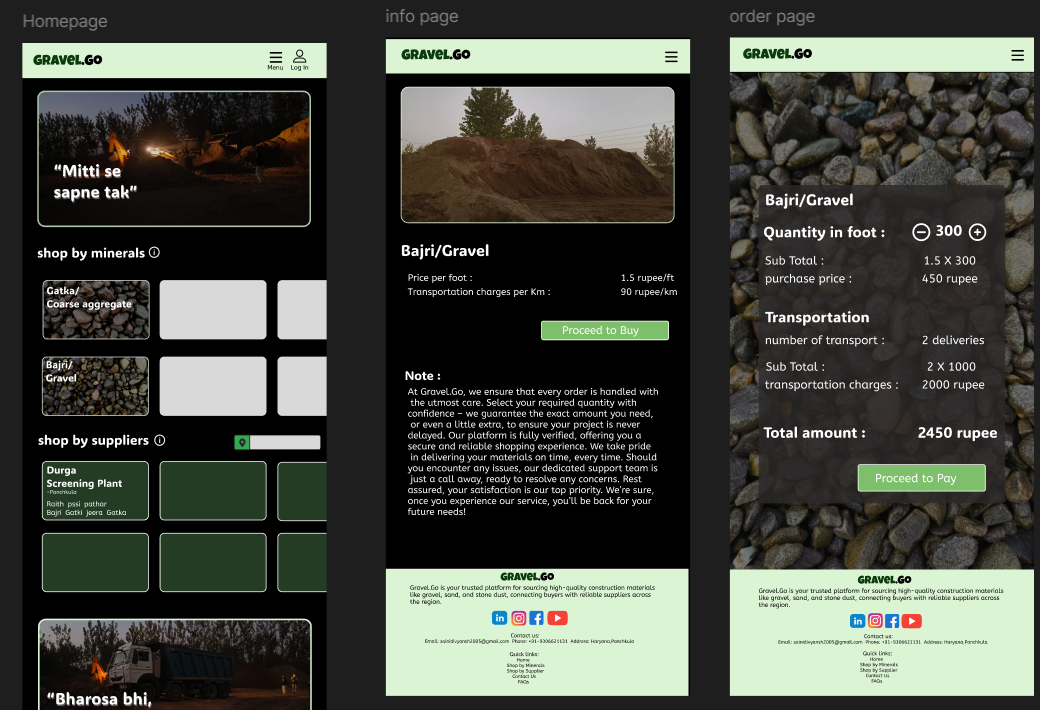 Homepage
GRAVEL.GO
Menu
Log In
“Mitti se
sapne tak”
shop by minerals
Gatka/
Coarse aggregate
Bajri/
Gravel
shop by suppliers
Durga
Screening Plant
-Panchkula
Raith pssi pathar
Bajri Gatki jeera Gatka
“Bharosa bhi,
info page
GRAVEL.GO
Bajri/Gravel
Price per foot : 1.5 rupee/ft
Transportation charges per Km : 90 rupee/km
Proceed to Buy
Note :
At Gravel.Go, we ensure that every order is handled with
the utmost care. Select your required quantity with
confidence – we guarantee the exact amount you need,
or even a little extra, to ensure your project is never
delayed. Our platform is fully verified, offering you a
secure and reliable shopping experience. We take pride
in delivering your materials on time, every time. Should
you encounter any issues, our dedicated support team is
just a call away, ready to resolve any concerns. Rest
assured, your satisfaction is our top priority. We're sure,
once you experience our service, you'll be back for your
future needs!
GRAVEL.GO
Gravel.Go is your trusted platform for sourcing high-quality construction materials
like gravel, sand, and stone dust, connecting buyers with reliable suppliers across
the region.
Contact us:
Email: sainidivyansh2005@gmail.com Phone: +91-9306621131 Address: Haryana,Panchkula
Quick links:
Home
Shop by Minerals
Shop by Supplier
Contact Us
FAQs
order page
GRAVEL.GO
Bajri/Gravel
Quantity in foot : 300
Sub Total : 1.5 X 300
purchase price : 450 rupee
Transportation
number of transport : 2 deliveries
Sub Total : 2 X 1000
transportation charges : 2000 rupee
Total amount : 2450 rupee
Proceed to Pay
GRAVEL.GO
Gravel.Go is your trusted platform for sourcing high-quality construction materials
like gravel, sand, and stone dust, connecting buyers with reliable suppliers across
the region.
Contact us:
Email: sainidivyansh2005@gmail.com Phone: +91-9306621131 Address: Haryana,Panchkula
Quick links:
Home
Shop by Minerals
Shop by Supplier
Contact Us
FAQs